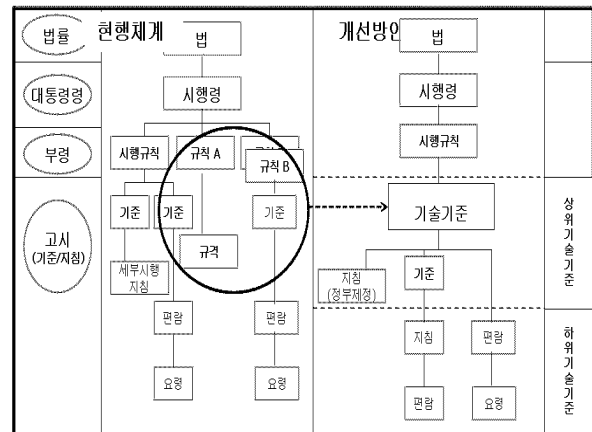 법률
현행체계
법
개선방안
법
대통령령
시행령
시행령
부령
시행규칙
규칙 A
규칙 B
시행규칙
고시
(기준/지침)
기준
기준
기준
규격
세부시행
지침
편람
편람
요령
요령
기술기준
지침
(정부제정)
기준
지침
편람
편람
요령
상위기술기준
하위기술기준